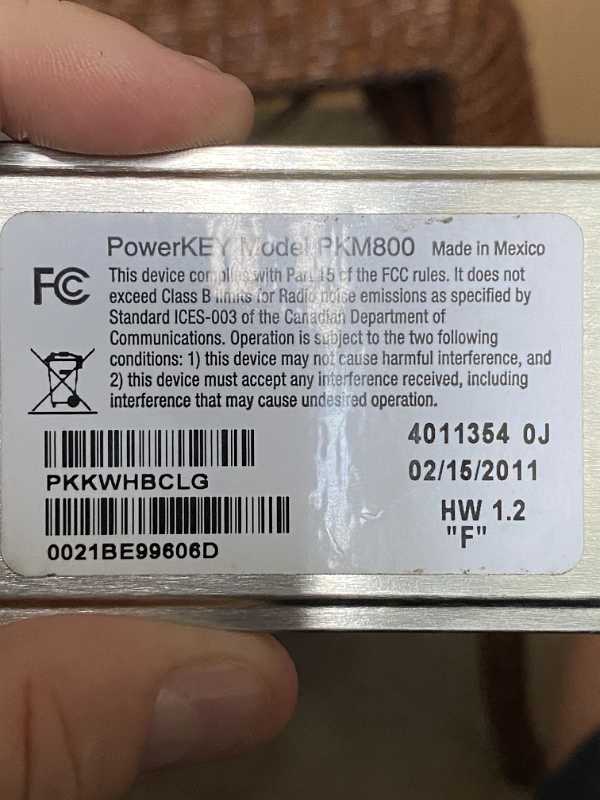 PowerKEY Model PKM800 Made in Mexico
FC This device complies with Part 15 of the FCC rules. It does not
exceed Class B limits for Radio noise emissions as specified by
Standard ICES-003 of the Canadian Department of
Communications. Operation is subject to the two following
conditions: 1) this device may not cause harmful interference, and
2) this device must accept any interference received, including
interference that may cause undesired operation.
4011354 0J
PKKWHBCLG
02/15/2011
HW 1.2
"F"
0021BE99606D